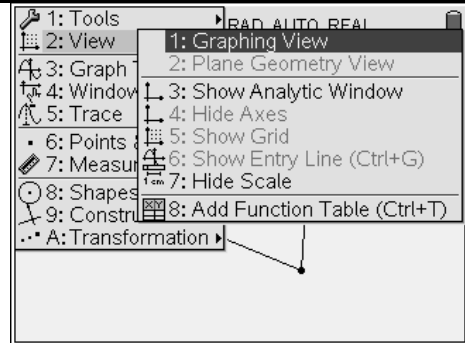 1: Tools
RAD AUTO REAL
2: View
1: Graphing View
2: Plane Geometry View
3: Graph
3: Show Analytic Window
4: Window
4: Hide Axes
5: Trace
5: Show Grid
6: Points
6: Show Entry Line (Ctrl+G)
7: Measur
7: Hide Scale
8: Shapes
8: Add Function Table (Ctrl+T)
9: Constru
A: Transformation